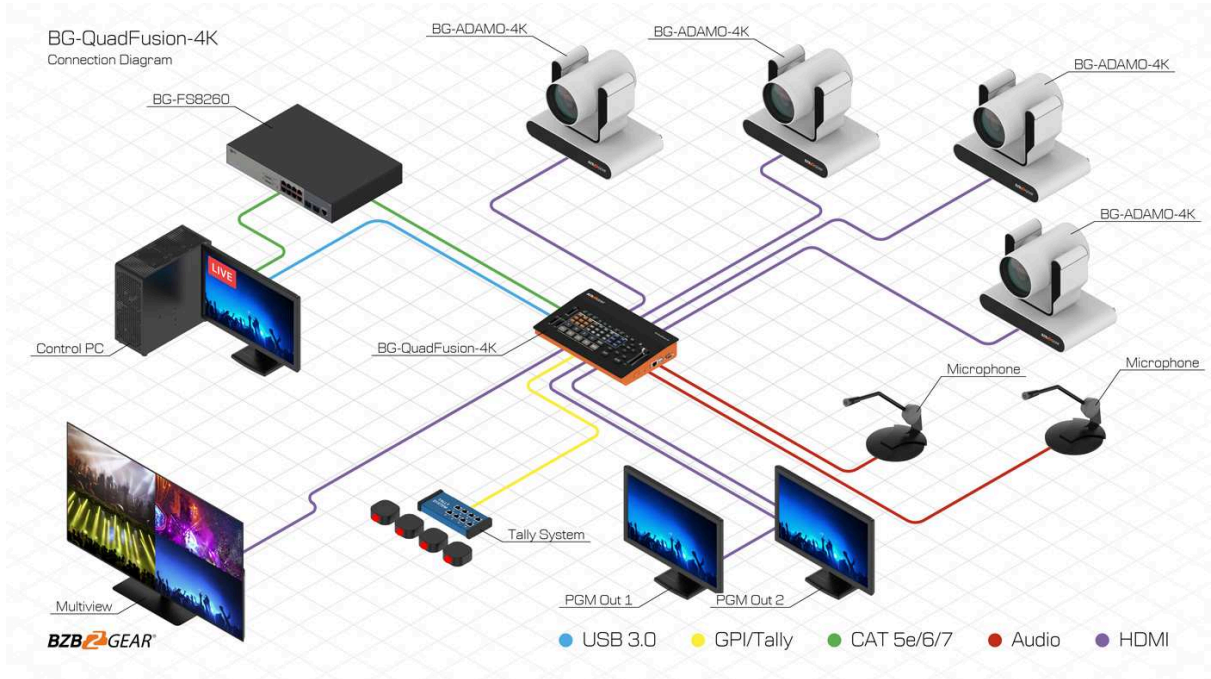 BG-QuadFusion-4K
Connection Diagram
BG-ADAMO-4K
BG-ADAMO-4K
BG-ADAMO-4K
BG-FS8260
BG-ADAMO-4K
LIVE
Control PC
BG-QuadFusion-4K
Microphone
Microphone
Tally System
Multiview
PGM Out 1
PGM Out 2
BZB2GEAR®
USB 3.0
GPI/Tally
CAT 5e/6/7
Audio
HDMI